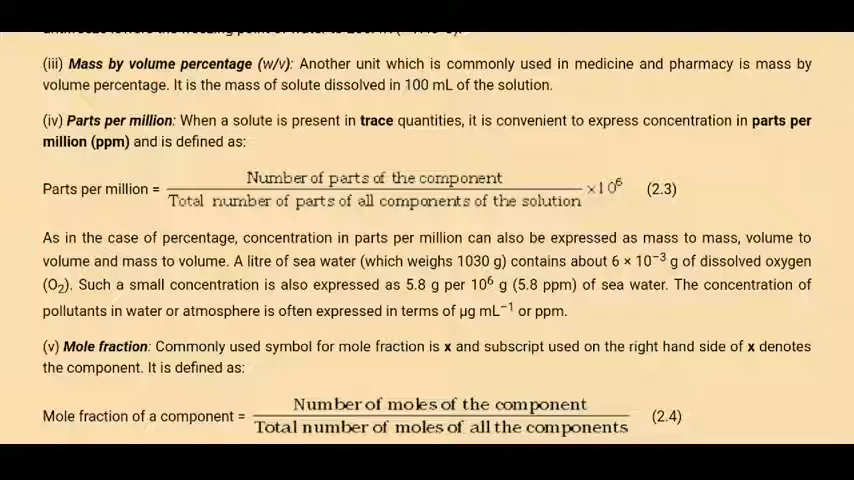 (iii) Mass by volume percentage (w/v): Another unit which is commonly used in medicine and pharmacy is mass by
volume percentage. It is the mass of solute dissolved in 100 mL of the solution.
(iv) Parts per million: When a solute is present in trace quantities, it is convenient to express concentration in parts per
million (ppm) and is defined as:
Parts per million = Number of parts of the component / Total number of parts of all components of the solution ×10⁶ (2.3)
As in the case of percentage, concentration in parts per million can also be expressed as mass to mass, volume to
volume and mass to volume. A litre of sea water (which weighs 1030 g) contains about 6 × 10⁻³ g of dissolved oxygen
(O₂). Such a small concentration is also expressed as 5.8 g per 10⁶ g (5.8 ppm) of sea water. The concentration of
pollutants in water or atmosphere is often expressed in terms of μg mL⁻¹ or ppm.
(v) Mole fraction: Commonly used symbol for mole fraction is x and subscript used on the right hand side of x denotes
the component. It is defined as:
Mole fraction of a component = Number of moles of the component / Total number of moles of all the components (2.4)